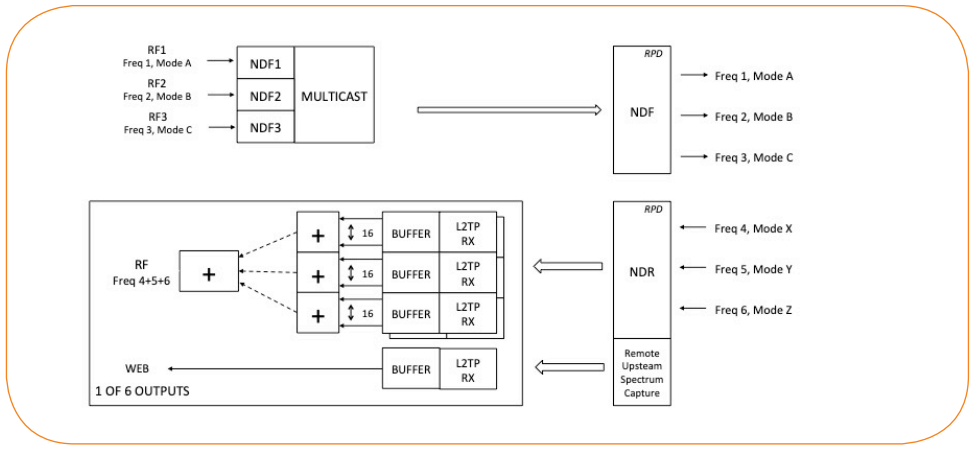 RF1
Freq 1, Mode A
RF2
Freq 2, Mode B
RF3
Freq 3, Mode C
NDF1
NDF2
NDF3
MULTICAST
RPD
NDF
Freq 1, Mode A
Freq 2, Mode B
Freq 3, Mode C
RF
Freq 4+5+6
+
+
+
+
16
16
16
BUFFER
L2TP
RX
BUFFER
L2TP
RX
BUFFER
L2TP
RX
WEB
BUFFER
L2TP
RX
1 OF 6 OUTPUTS
RPD
NDR
Freq 4, Mode X
Freq 5, Mode Y
Freq 6, Mode Z
Remote
Upsteam
Spectrum
Capture